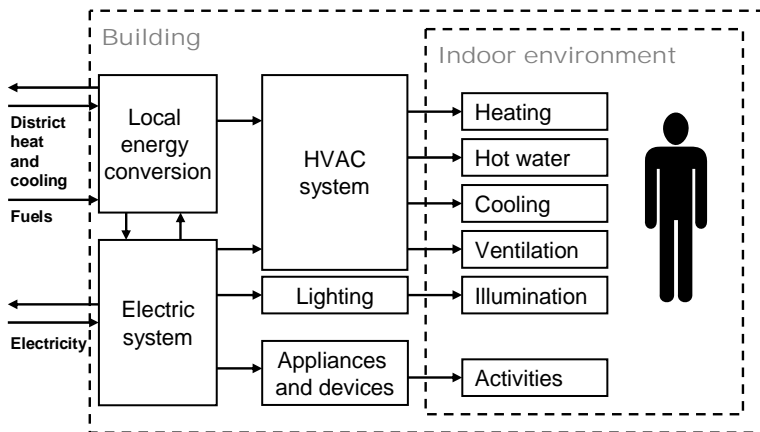 Building
Indoor environment
District
heat
and
cooling
Fuels
Electricity
Local
energy
conversion
Electric
system
HVAC
system
Lighting
Appliances
and devices
Heating
Hot water
Cooling
Ventilation
Illumination
Activities